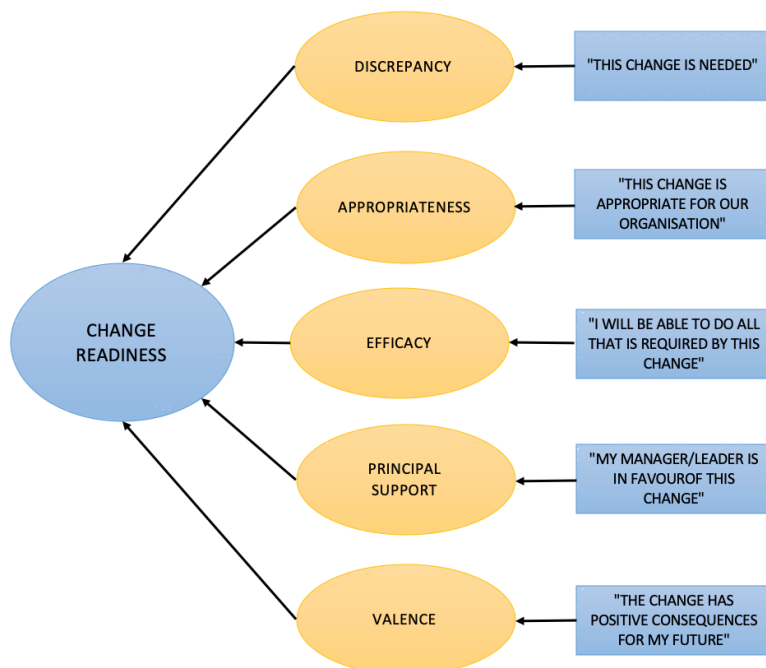 DISCREPANCY
"THIS CHANGE IS NEEDED"
APPROPRIATENESS
"THIS CHANGE IS
APPROPRIATE FOR OUR
ORGANISATION"
CHANGE
READINESS
EFFICACY
"I WILL BE ABLE TO DO ALL
THAT IS REQUIRED BY THIS
CHANGE"
PRINCIPAL
SUPPORT
"MY MANAGER/LEADER IS
IN FAVOUROF THIS
CHANGE"
VALENCE
"THE CHANGE HAS
POSITIVE CONSEQUENCES
FOR MY FUTURE"